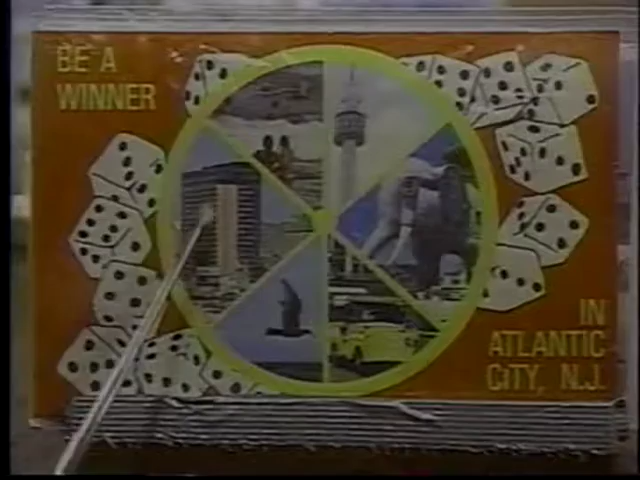 BE A
WINNER
IN
ATLANTIC
CITY, N.J.